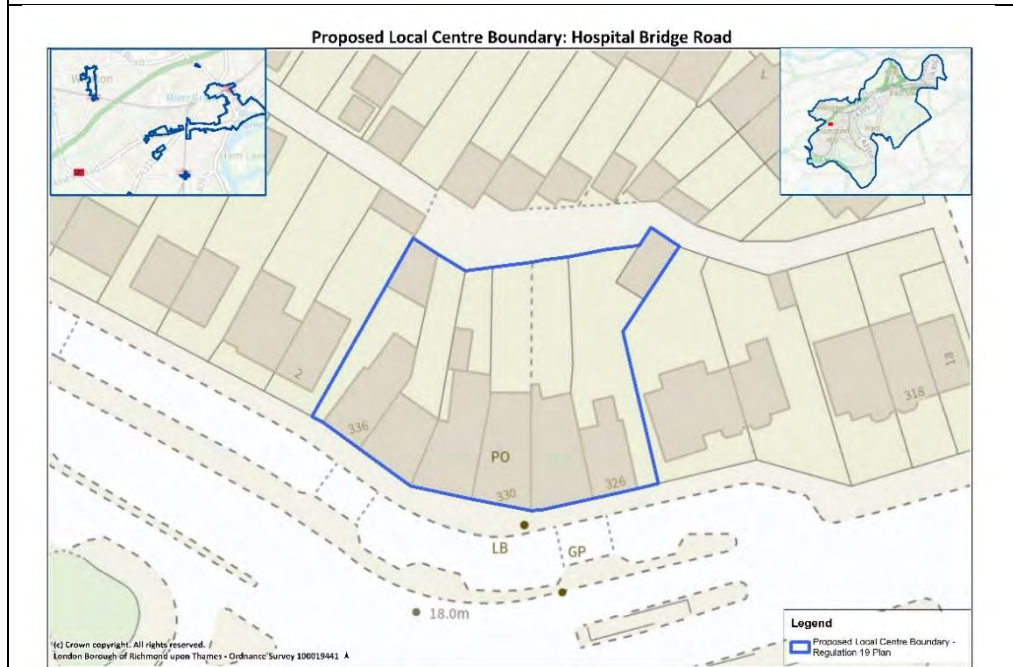 Proposed Local Centre Boundary: Hospital Bridge Road
2
336
PO
330
326
318
LB
GP
18.0m
Legend
Proposed Local Centre Boundary -
Regulation 19 Plan
(c) Crown copyright. All rights reserved.
London Borough of Richmond upon Thames - Ordnance Survey 100019441